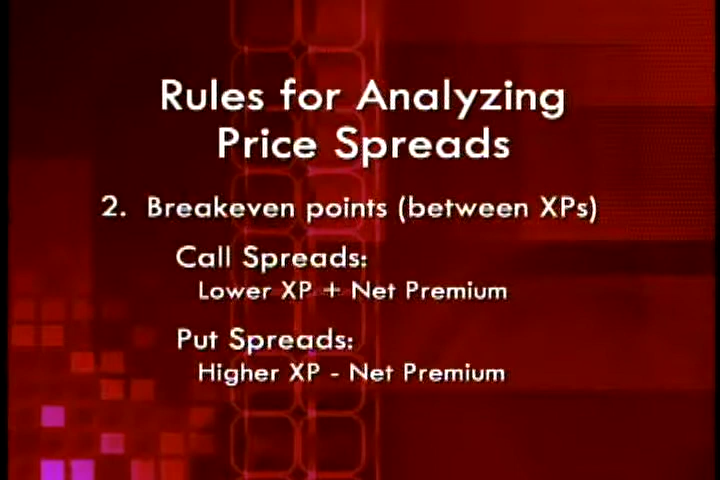 Rules for Analyzing
Price Spreads
2. Breakeven points (between XPs)
Call Spreads:
Lower XP + Net Premium
Put Spreads:
Higher XP - Net Premium